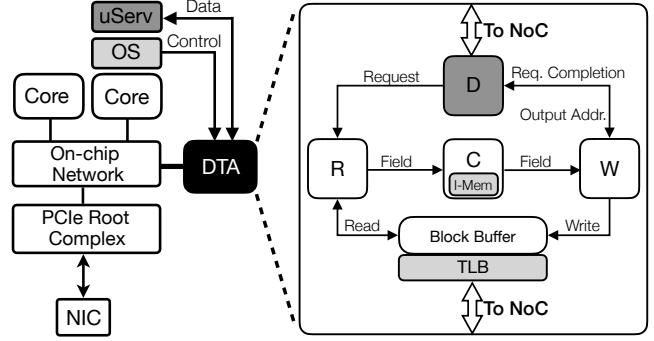 uServ
Data
OS
Control
Core
Core
On-chip
Network
DTA
PCIe Root
Complex
NIC
To NoC
D
Request
Req. Completion
Output Addr.
R
Field
C
I-Mem
Field
W
Read
Block Buffer
Write
TLB
To NoC